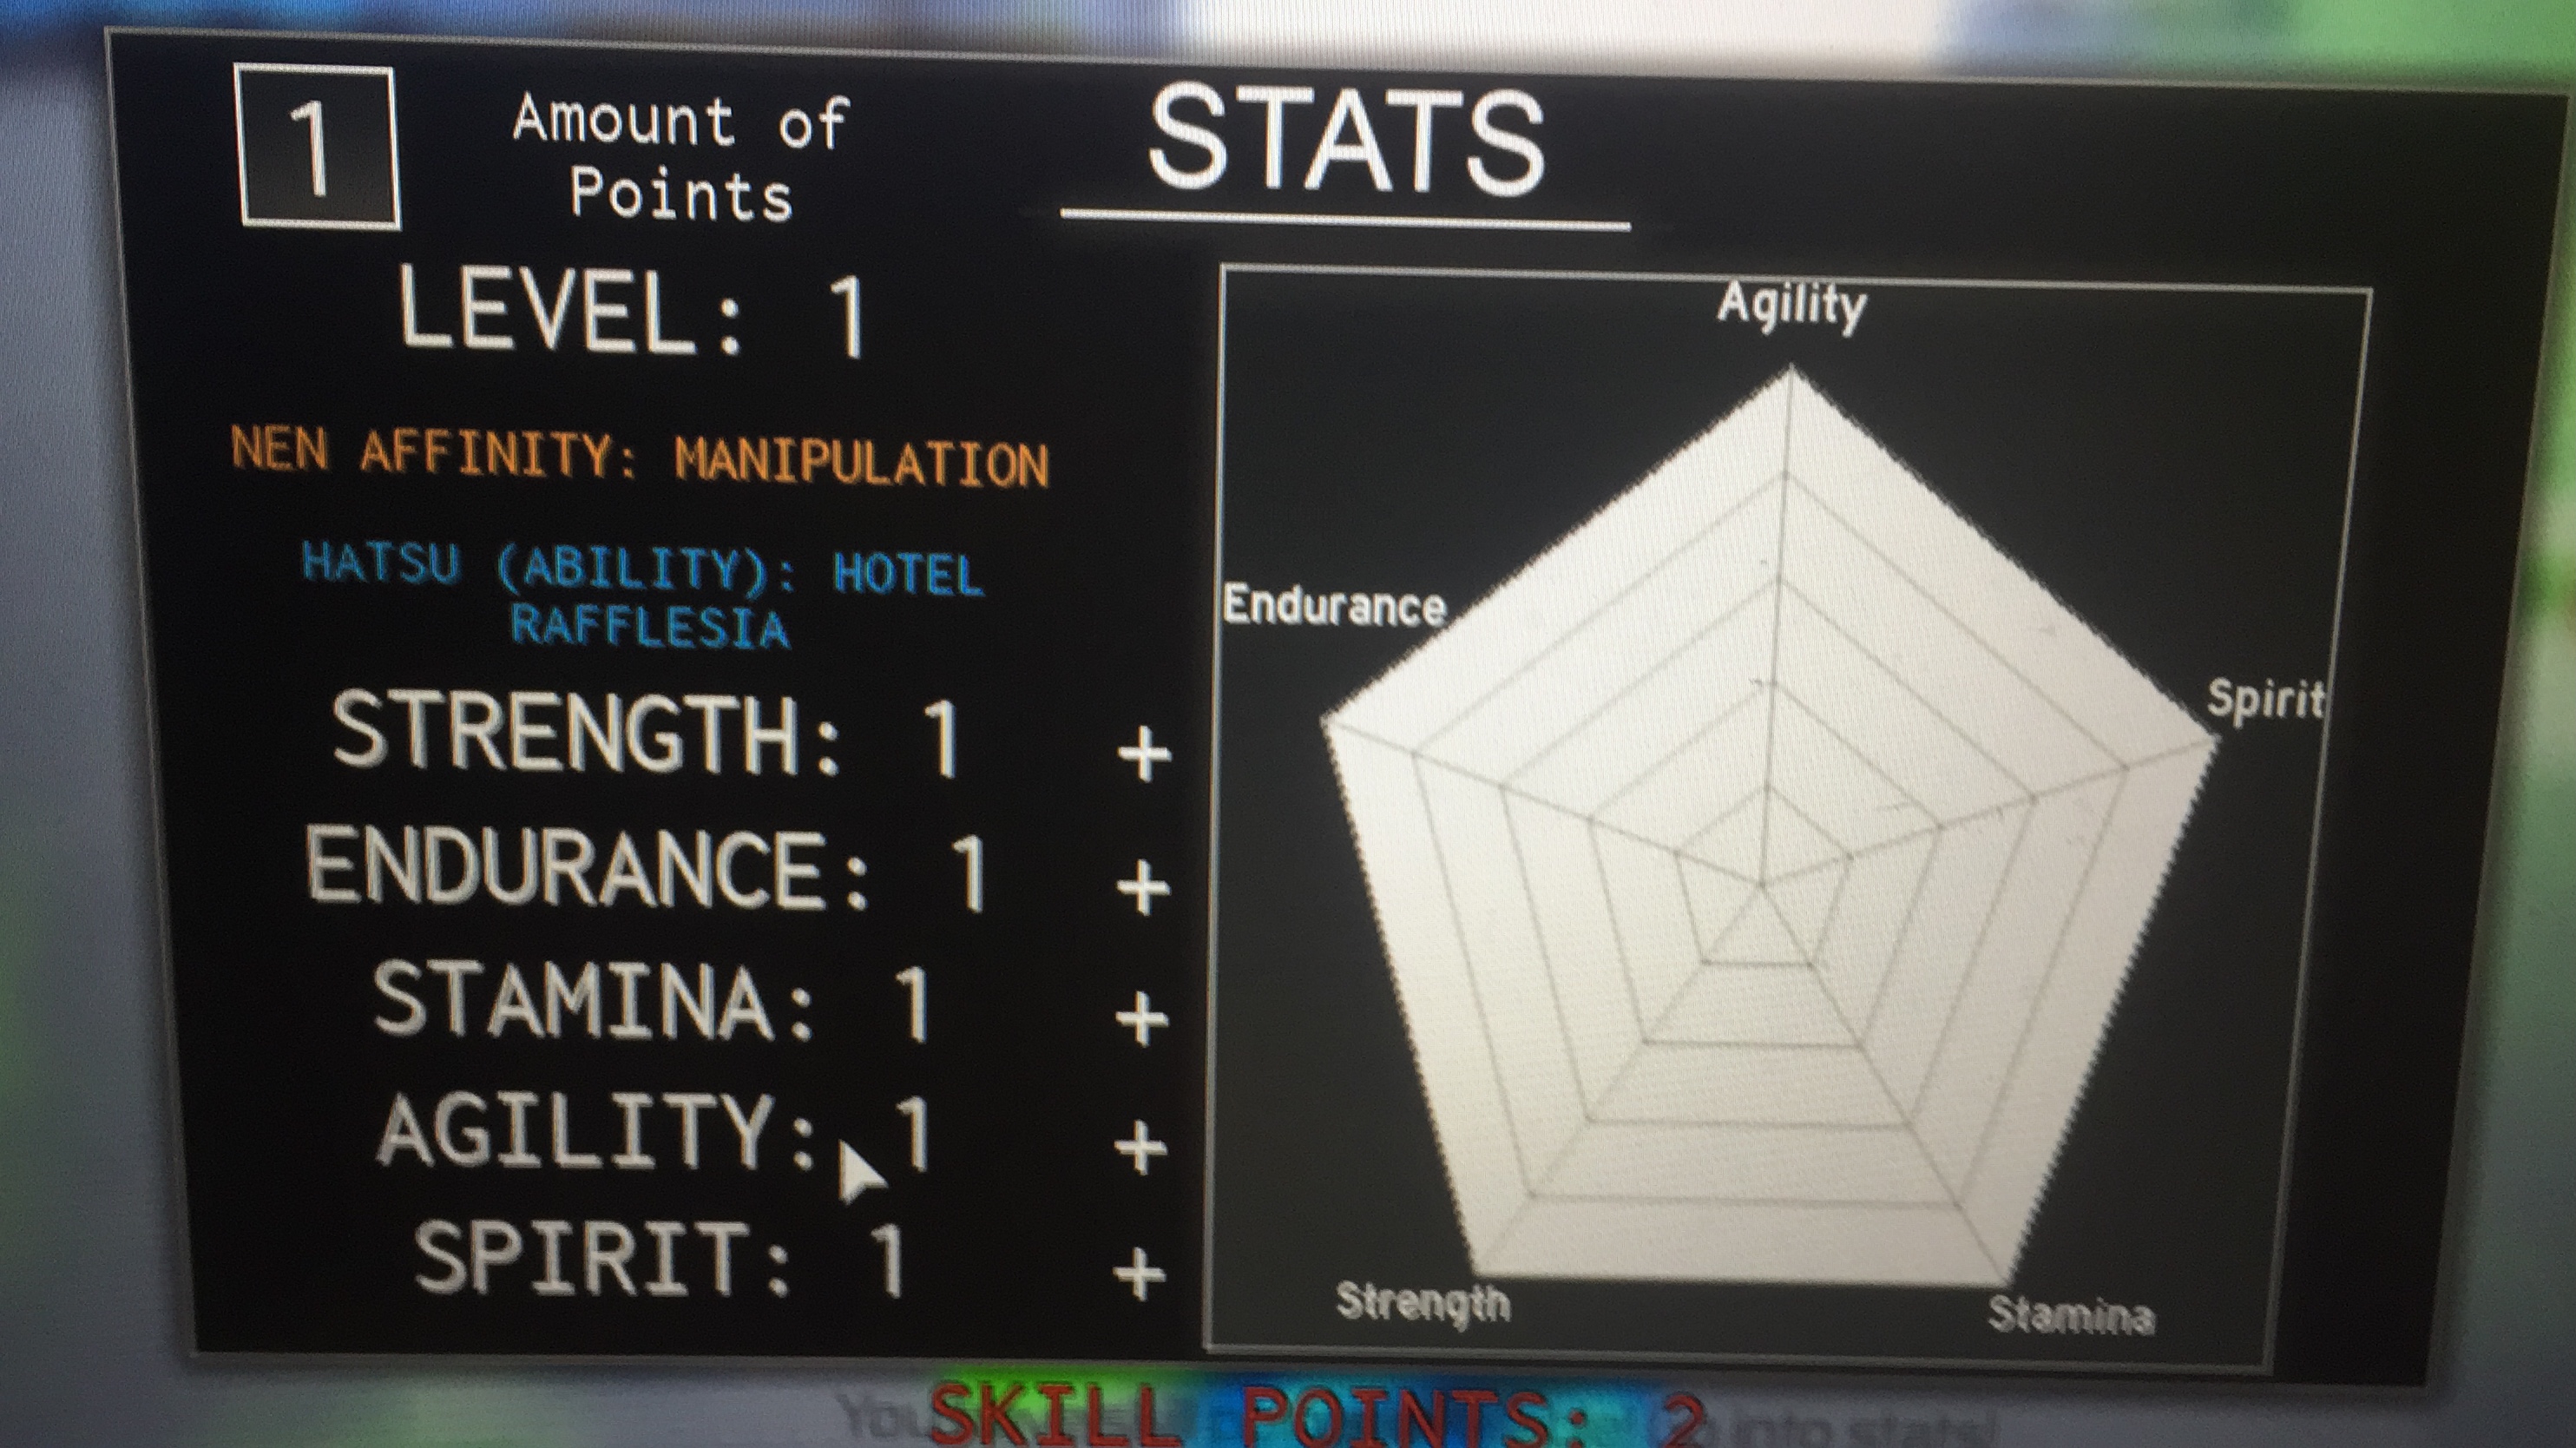 1
Amount of
Points
STATS
LEVEL: 1
NEN AFFINITY: MANIPULATION
HATSU (ABILITY): HOTEL
RAFFLESIA
STRENGTH: 1 +
ENDURANCE: 1 +
STAMINA: 1 +
AGILITY: 1 +
SPIRIT: 1 +
Agility
Endurance
Spirit
Strength
Stamina
SKILL POINTS: 2
You into stats!